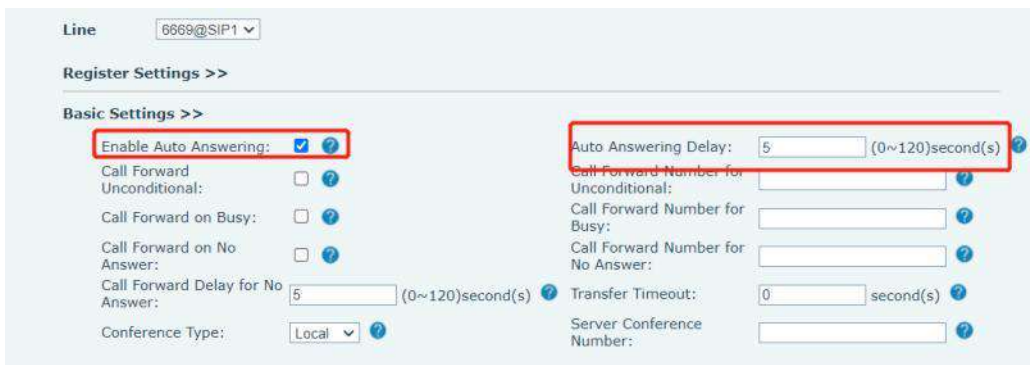 Line 6669@SIP1
Register Settings >>
Basic Settings >>
Enable Auto Answering: ? Auto Answering Delay: 5 (0~120)second(s) ?
Call Forward Unconditional: ? Call Forward Number for Unconditional: ?
Call Forward on Busy: ? Call Forward Number for Busy: ?
Call Forward on No Answer: ? Call Forward Number for No Answer: ?
Call Forward Delay for No Answer: 5 (0~120)second(s) ? Transfer Timeout: 0 second(s) ?
Conference Type: Local ? Server Conference Number: ?